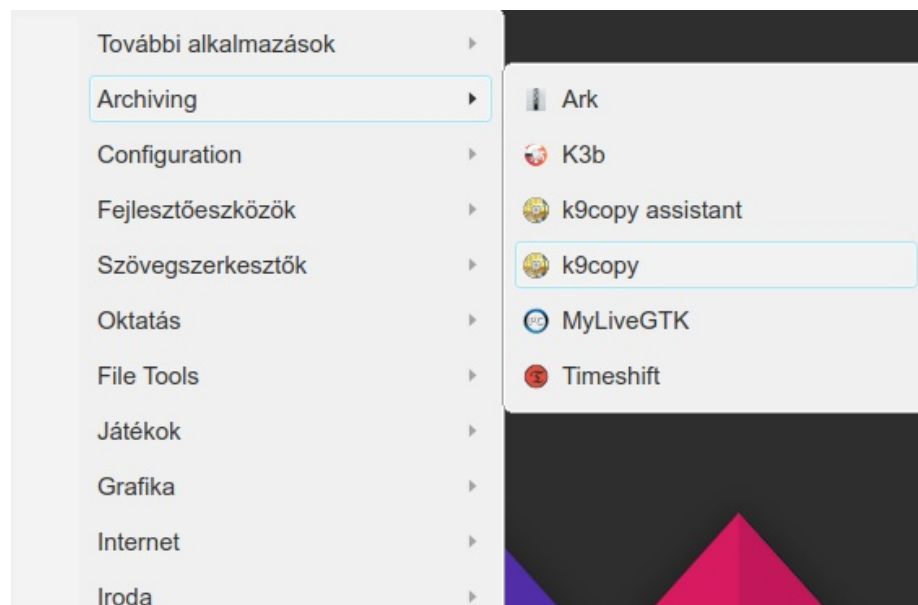 További alkalmazások
Archiving
Configuration
Fejlesztőeszközök
Szövegszerkesztők
Oktatás
File Tools
Játékok
Grafika
Internet
Iroda
Ark
K3b
k9copy assistant
k9copy
MyLiveGTK
Timeshift